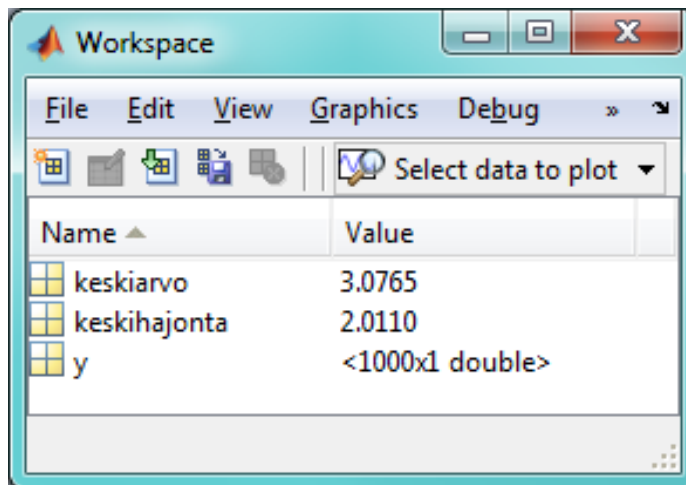 Workspace
File Edit View Graphics Debug »
Select data to plot
Name Value
keskiarvo 3.0765
keskihajonta 2.0110
y <1000x1 double>